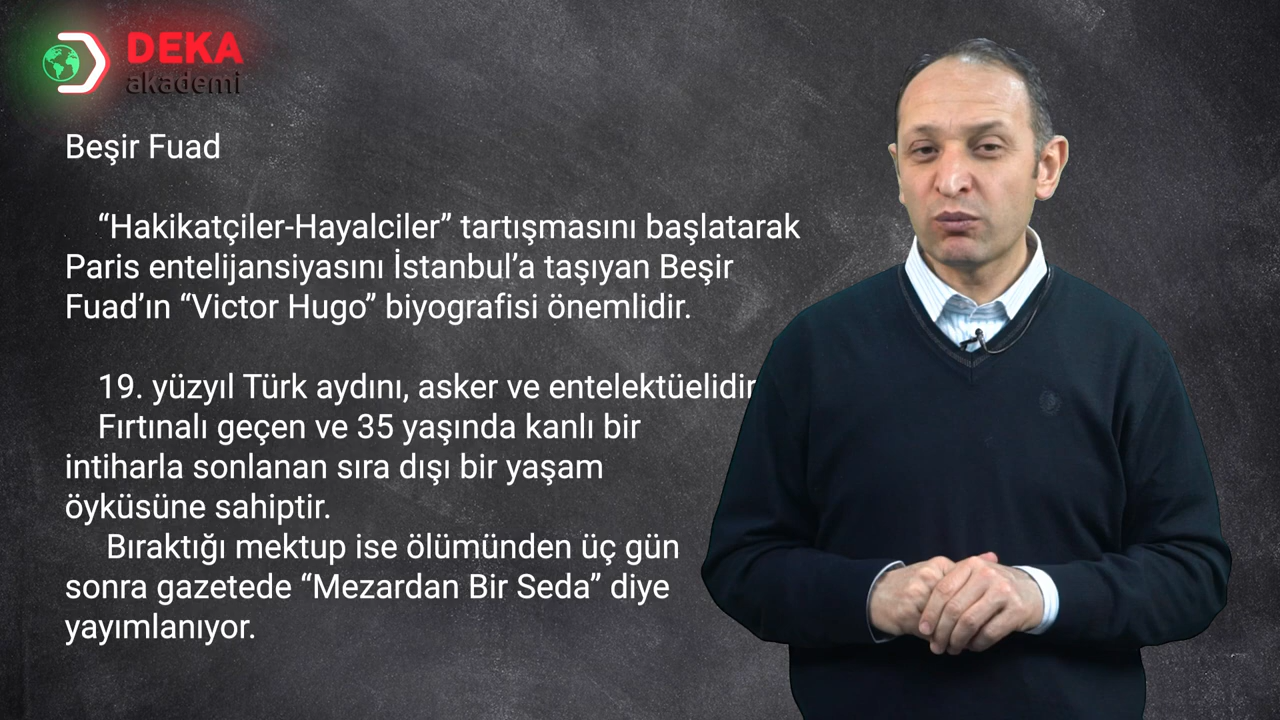 DEKA
akademi
Beşir Fuad
“Hakikatçiler-Hayalciler” tartışmasını başlatarak
Paris entelijansiyasını İstanbul’a taşıyan Beşir
Fuad’ın “Victor Hugo” biyografisi önemlidir.
19. yüzyıl Türk aydını, asker ve entelektüelidir
Fırtınalı geçen ve 35 yaşında kanlı bir
intiharla sonlanan sıra dışı bir yaşam
öyküsüne sahiptir.
Bıraktığı mektup ise ölümünden üç gün
sonra gazetede “Mezardan Bir Seda” diye
yayımlanıyor.